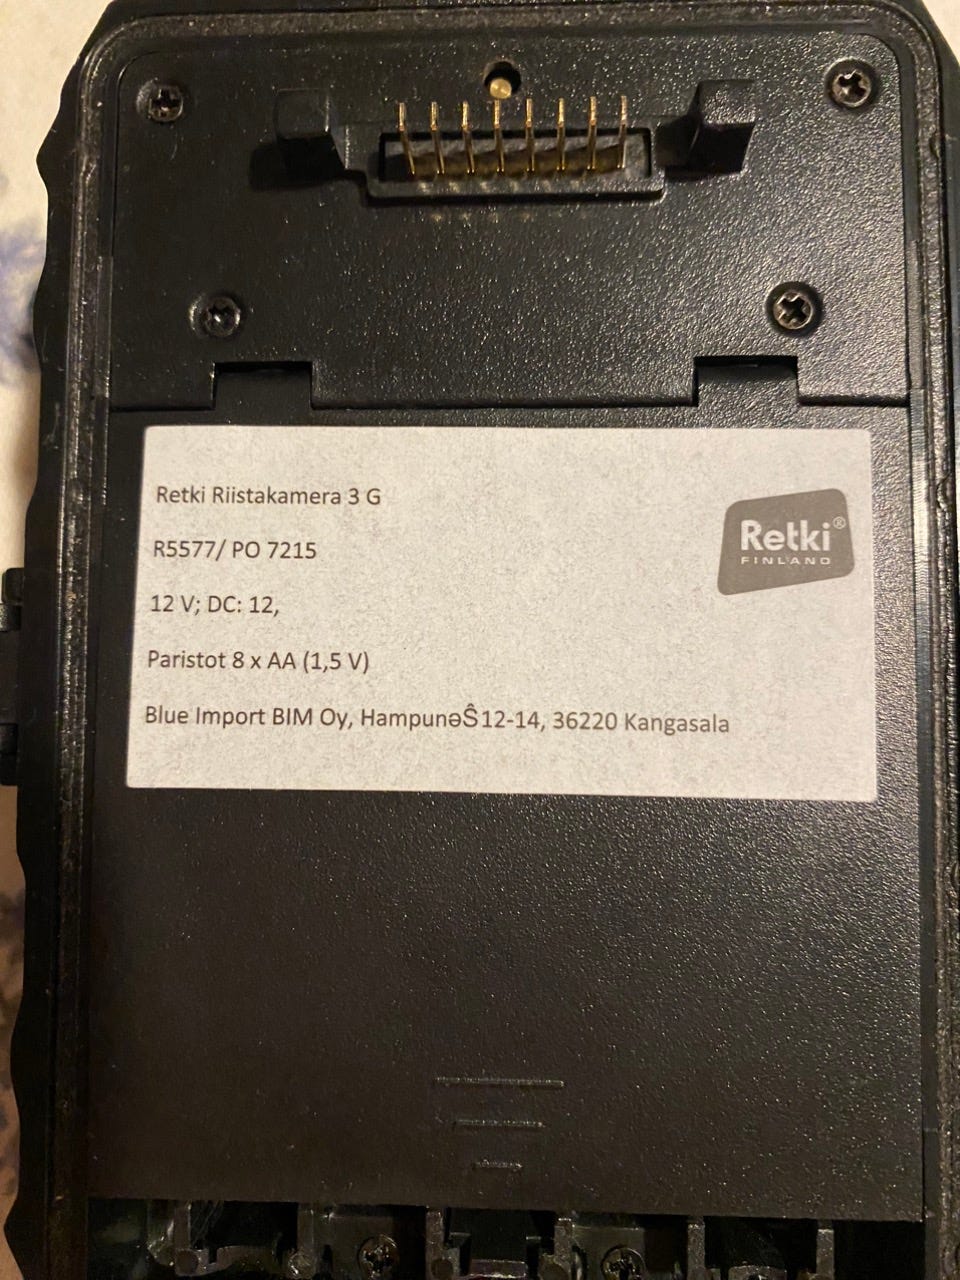 Retki Riistakamera 3 G
Retki®
FINLAND
R5577/ PO 7215
12 V; DC: 12,
Paristot 8 x AA (1,5 V)
Blue Import BIM Oy, HampunəŜ12-14, 36220 Kangasala